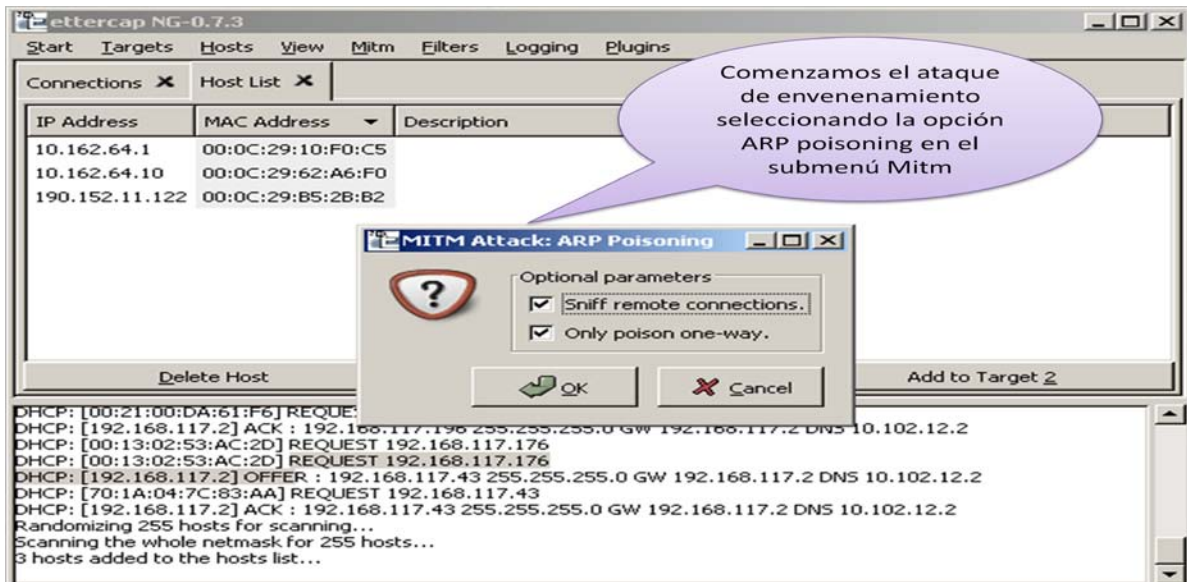 ettercap NG-0.7.3
Start Targets Hosts View Mitm Filters Logging Plugins
Connections Host List
Comenzamos el ataque
de envenenamiento
seleccionando la opción
ARP poisoning en el
submenú Mitm
IP Address MAC Address Description
10.162.64.1 00:0C:29:10:F0:C5
10.162.64.10 00:0C:29:62:A6:F0
190.152.11.122 00:0C:29:B5:2B:B2
MITM Attack: ARP Poisoning
Optional parameters
Sniff remote connections.
Only poison one-way.
OK Cancel
Delete Host Add to Target 2
DHCP: [00:21:00:DA:61:F6] REQUE
DHCP: [192.168.117.2] ACK : 192.168.117.196 255.255.255.0 GW 192.168.117.2 DNS 10.102.12.2
DHCP: [00:13:02:53:AC:2D] REQUEST 192.168.117.176
DHCP: [00:13:02:53:AC:2D] REQUEST 192.168.117.176
DHCP: [192.168.117.2] OFFER : 192.168.117.43 255.255.255.0 GW 192.168.117.2 DNS 10.102.12.2
DHCP: [70:1A:04:7C:83:AA] REQUEST 192.168.117.43
DHCP: [192.168.117.2] ACK : 192.168.117.43 255.255.255.0 GW 192.168.117.2 DNS 10.102.12.2
Randomizing 255 hosts for scanning...
Scanning the whole netmask for 255 hosts...
3 hosts added to the hosts list...